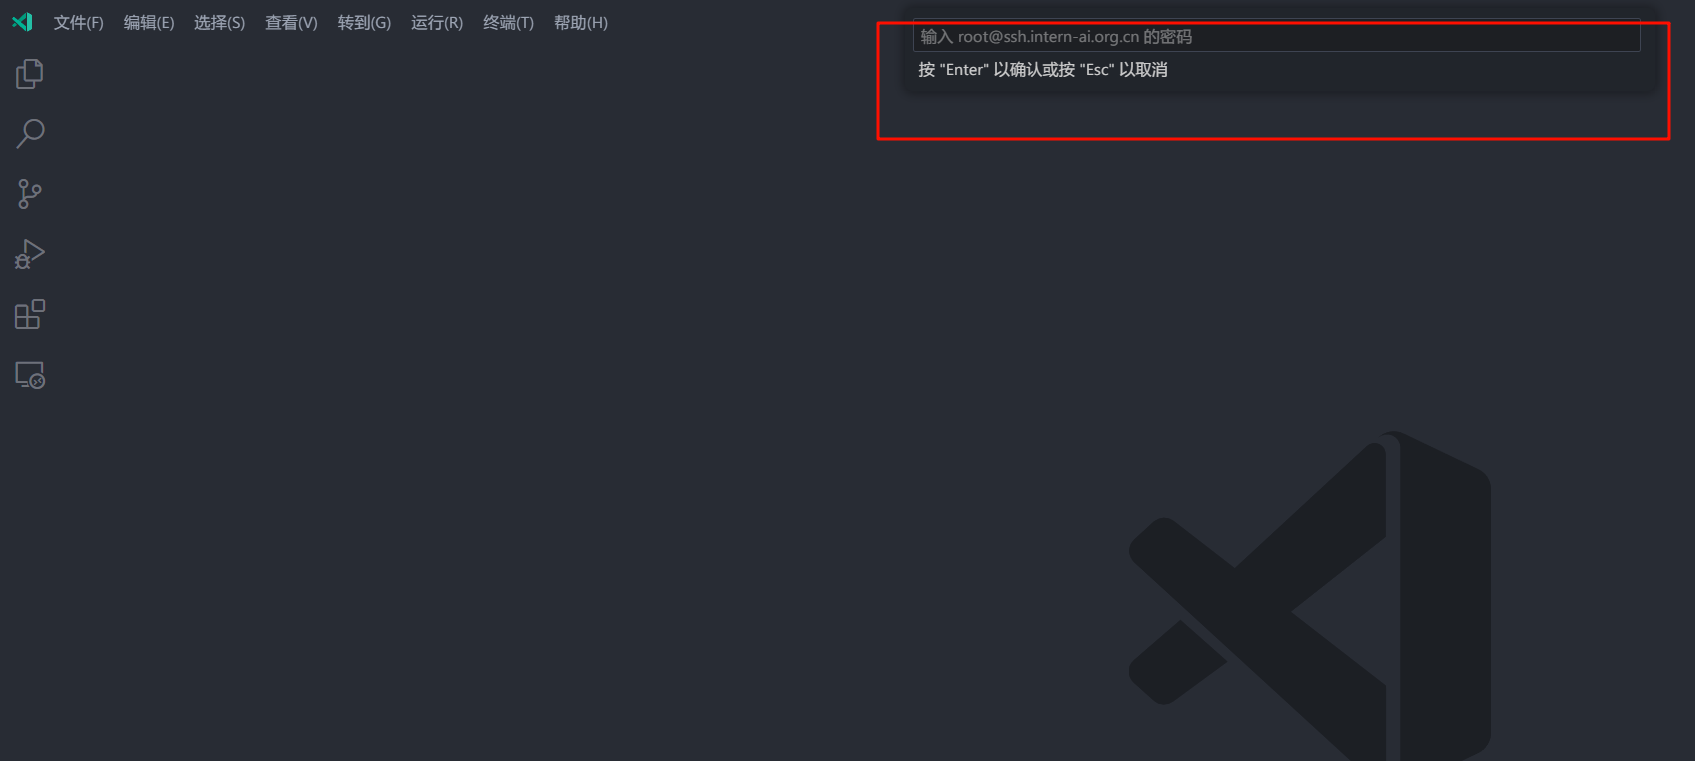 文件(F) 编辑(E) 选择(S) 查看(V) 转到(G) 运行(R) 终端(T) 帮助(H)
输入 root@ssh.intern-ai.org.cn 的密码
按 "Enter" 以确认或按 "Esc" 以取消